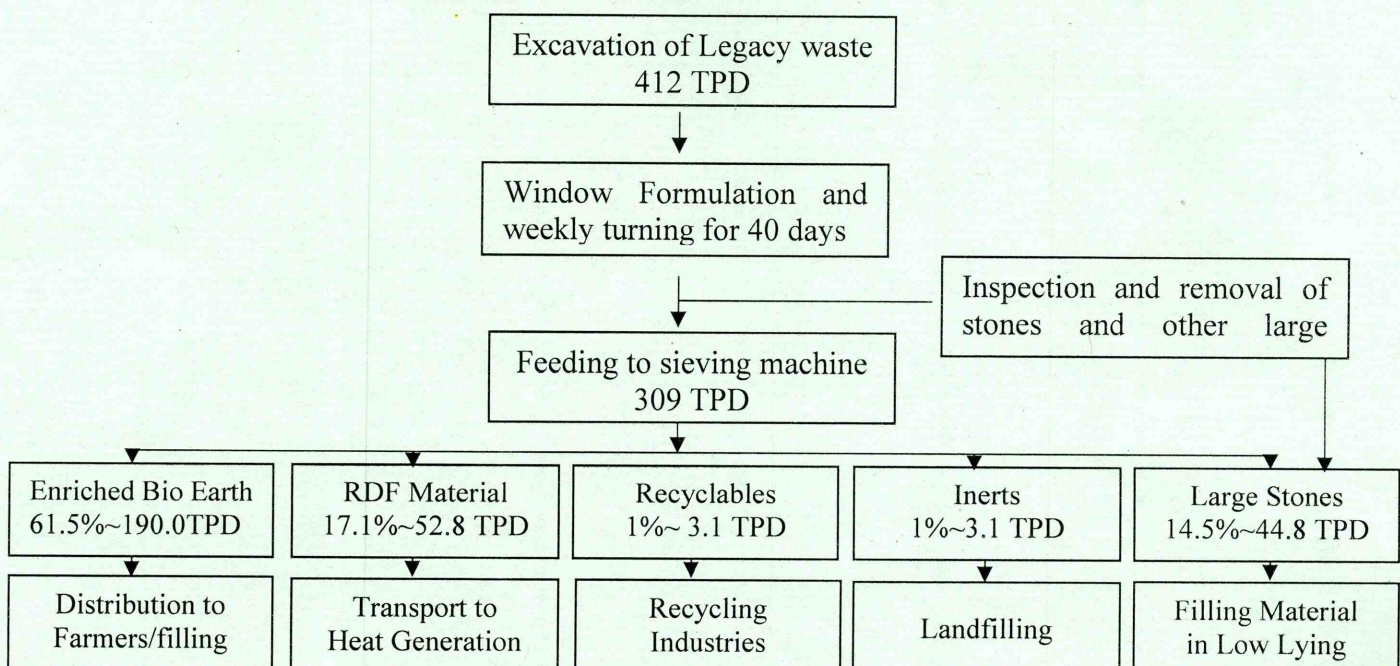 Excavation of Legacy waste
412 TPD
Window Formulation and
weekly turning for 40 days
Inspection and removal of
stones and other large
Feeding to sieving machine
309 TPD
Enriched Bio Earth
61.5%~190.0TPD
RDF Material
17.1%~52.8 TPD
Recyclables
1%~ 3.1 TPD
Inerts
1%~3.1 TPD
Large Stones
14.5%~44.8 TPD
Distribution to
Farmers/filling
Transport to
Heat Generation
Recycling
Industries
Landfilling
Filling Material
in Low Lying